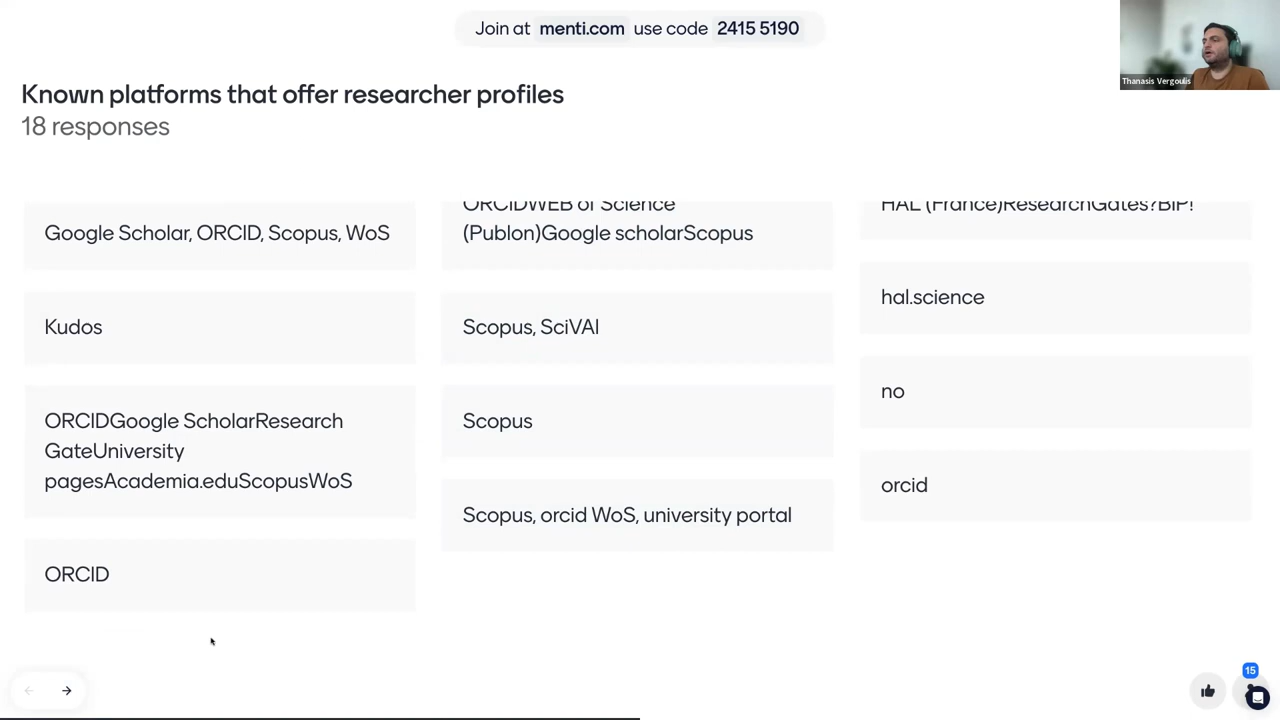 Join at menti.com use code 2415 5190
Thanasis Vergoulis
Known platforms that offer researcher profiles
18 responses
Google Scholar, ORCID, Scopus, WoS
Kudos
ORCIDGoogle ScholarResearch
GateUniversity
pagesAcademia.eduScopusWoS
ORCID
ORCIDWEB of Science
(Publon)Google scholarScopus
Scopus, SciVAl
Scopus
Scopus, orcid WoS, university portal
HAL (France)ResearchGates?BIP!
hal.science
no
orcid
15